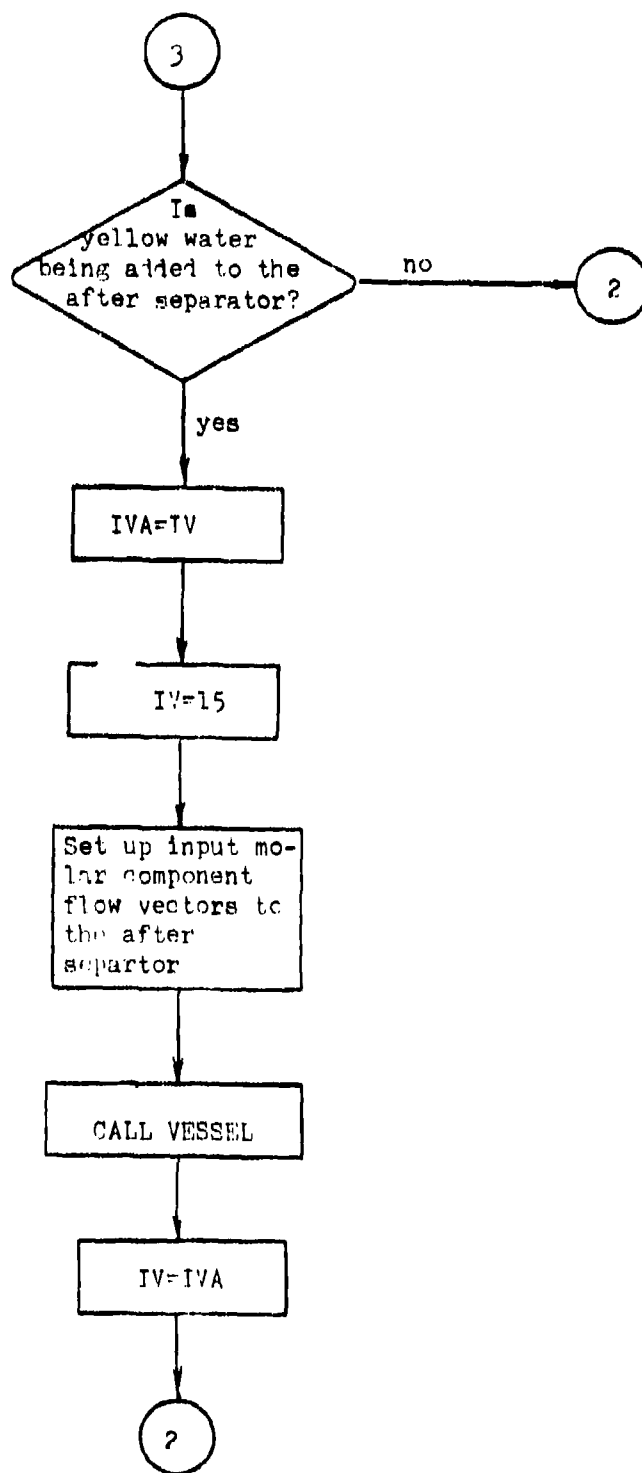 3
Is
yellow water
being added to the
after separator?
no
2
yes
IVA=IV
IV=15
Set up input mo-
lar component
flow vectors to
the after
separtor
CALL VESSEL
IV=IVA
2